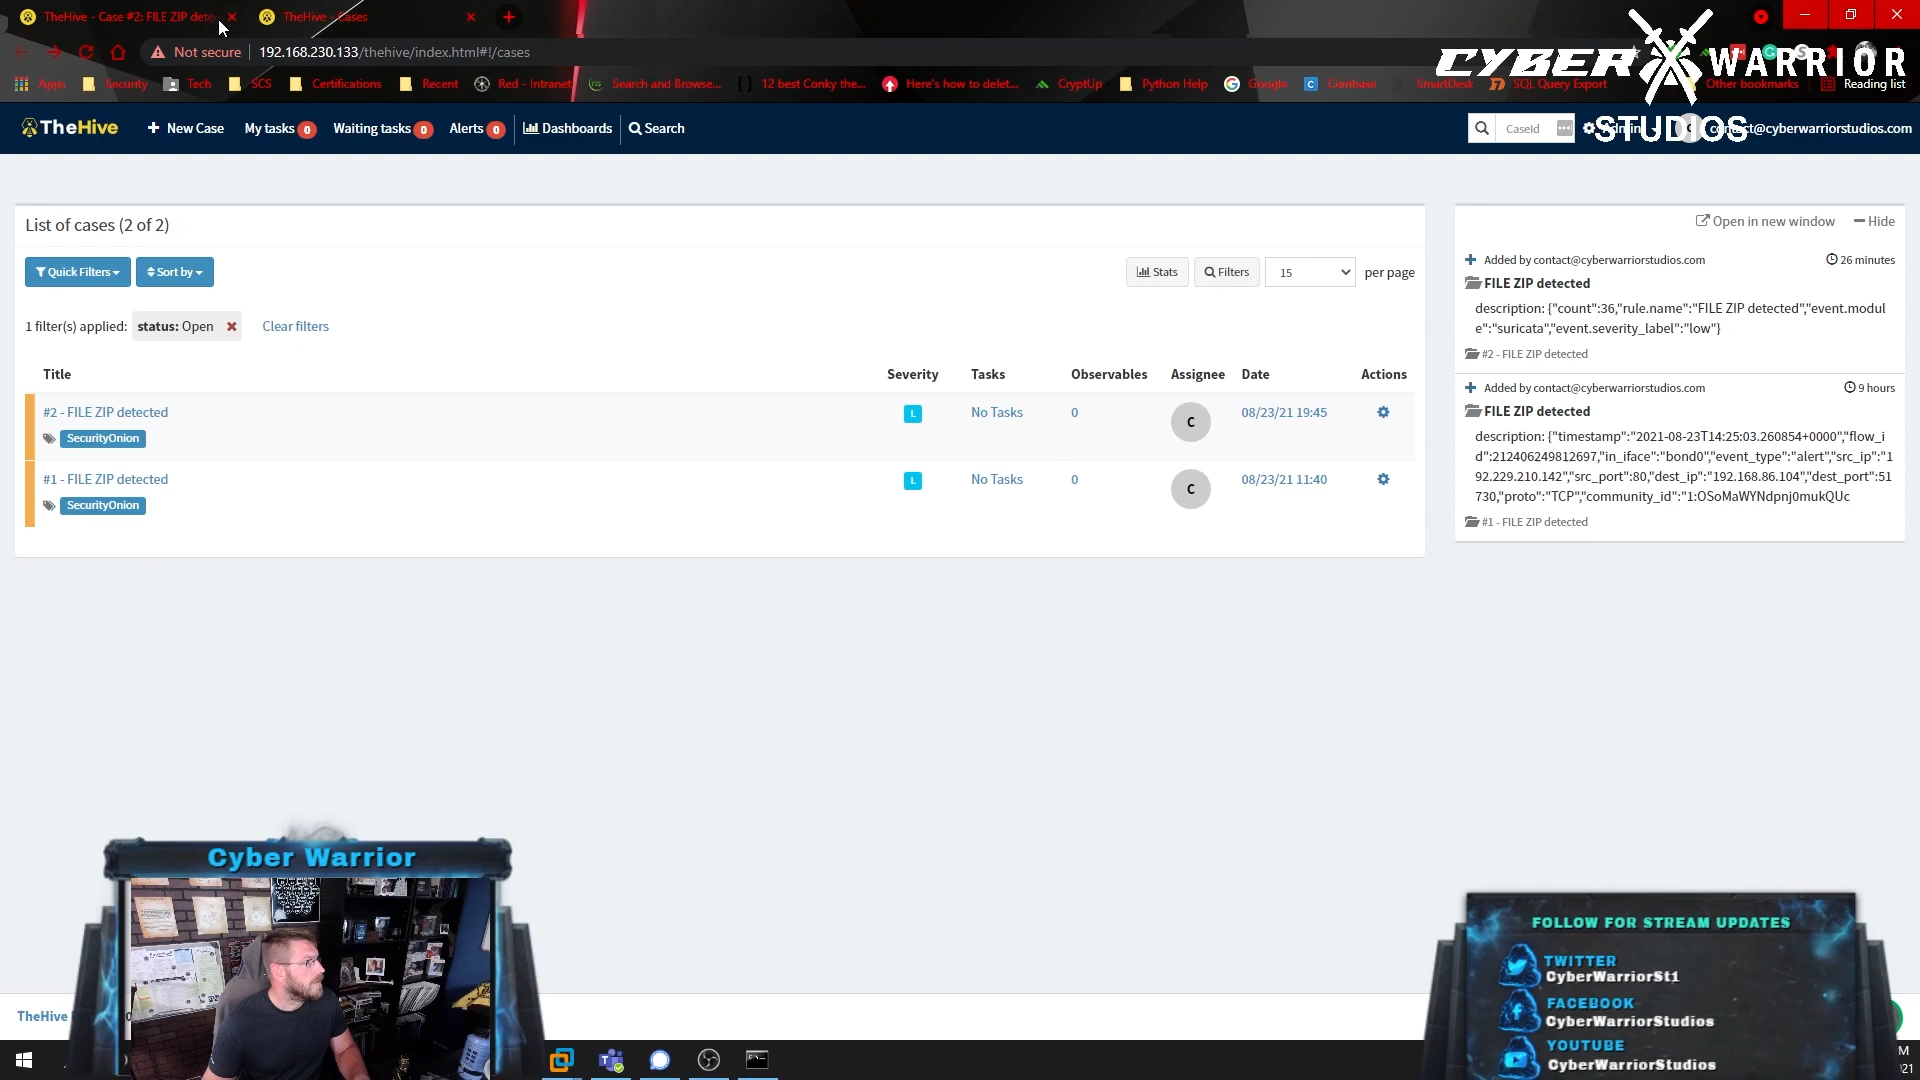 TheHive - Case #2: FILE ZIP dete
TheHive - Cases
Not secure
192.168.230.133/thehive/index.html#!/cases
CYBER WARRIOR
STUDIOS
Apps
Security
Tech
SCS
Certifications
Recent
Red - Intranet
Search and Browse...
12 best Conky the...
Here's how to delet...
CryptUp
Python Help
Google
Coinbase
SmartDesk
SQL Query Export
Other bookmarks
Reading list
TheHive
New Case
My tasks 0
Waiting tasks 0
Alerts 0
Dashboards
Search
CaseId
Admin
contact@cyberwarriorstudios.com
List of cases (2 of 2)
Quick Filters
Sort by
Stats
Filters
15
per page
1 filter(s) applied:
status: Open
Clear filters
Title Severity Tasks Observables Assignee Date Actions
#2 - FILE ZIP detected L No Tasks 0 C 08/23/21 19:45
SecurityOnion
#1 - FILE ZIP detected L No Tasks 0 C 08/23/21 11:40
SecurityOnion
Open in new window
Hide
Added by contact@cyberwarriorstudios.com 26 minutes
FILE ZIP detected
description: {"count":36,"rule.name":"FILE ZIP detected","event.modul
e":"suricata","event.severity_label":"low"}
#2 - FILE ZIP detected
Added by contact@cyberwarriorstudios.com 9 hours
FILE ZIP detected
description: {"timestamp":"2021-08-23T14:25:03.260854+0000","flow_i
d":212406249812697,"in_iface":"bond0","event_type":"alert","src_ip":"1
92.229.210.142","src_port":80,"dest_ip":"192.168.86.104","dest_port":51
730,"proto":"TCP","community_id":"1:OSoMaWYNdpnj0mukQUc
#1 - FILE ZIP detected
Cyber Warrior
FOLLOW FOR STREAM UPDATES
TWITTER
CyberWarriorSt1
FACEBOOK
CyberWarriorStudios
YOUTUBE
CyberWarriorStudios
TheHive